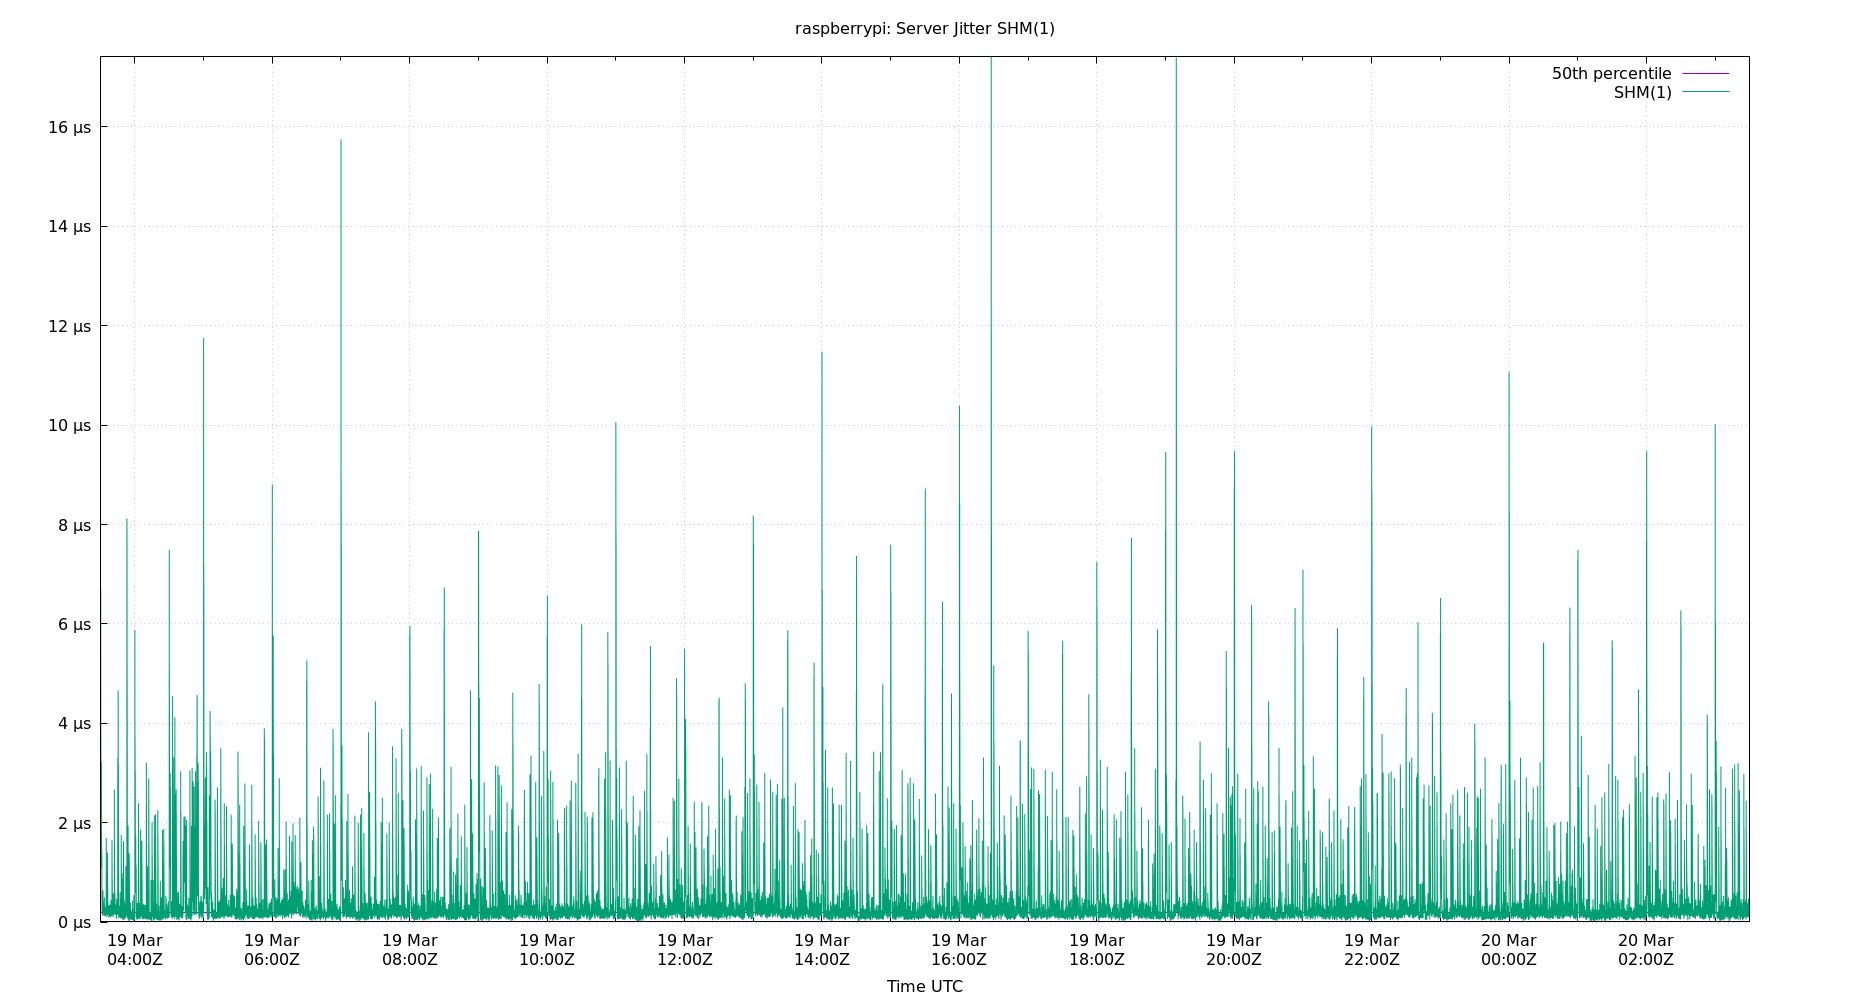 raspberrypi: Server Jitter SHM(1)
50th percentile
SHM(1)
16 µs
14 µs
12 µs
10 µs
8 µs
6 µs
4 µs
2 µs
0 µs
19 Mar 19 Mar 19 Mar 19 Mar 19 Mar 19 Mar 19 Mar 19 Mar 19 Mar 19 Mar 20 Mar 20 Mar
04:00Z 06:00Z 08:00Z 10:00Z 12:00Z 14:00Z 16:00Z 18:00Z 20:00Z 22:00Z 00:00Z 02:00Z
Time UTC